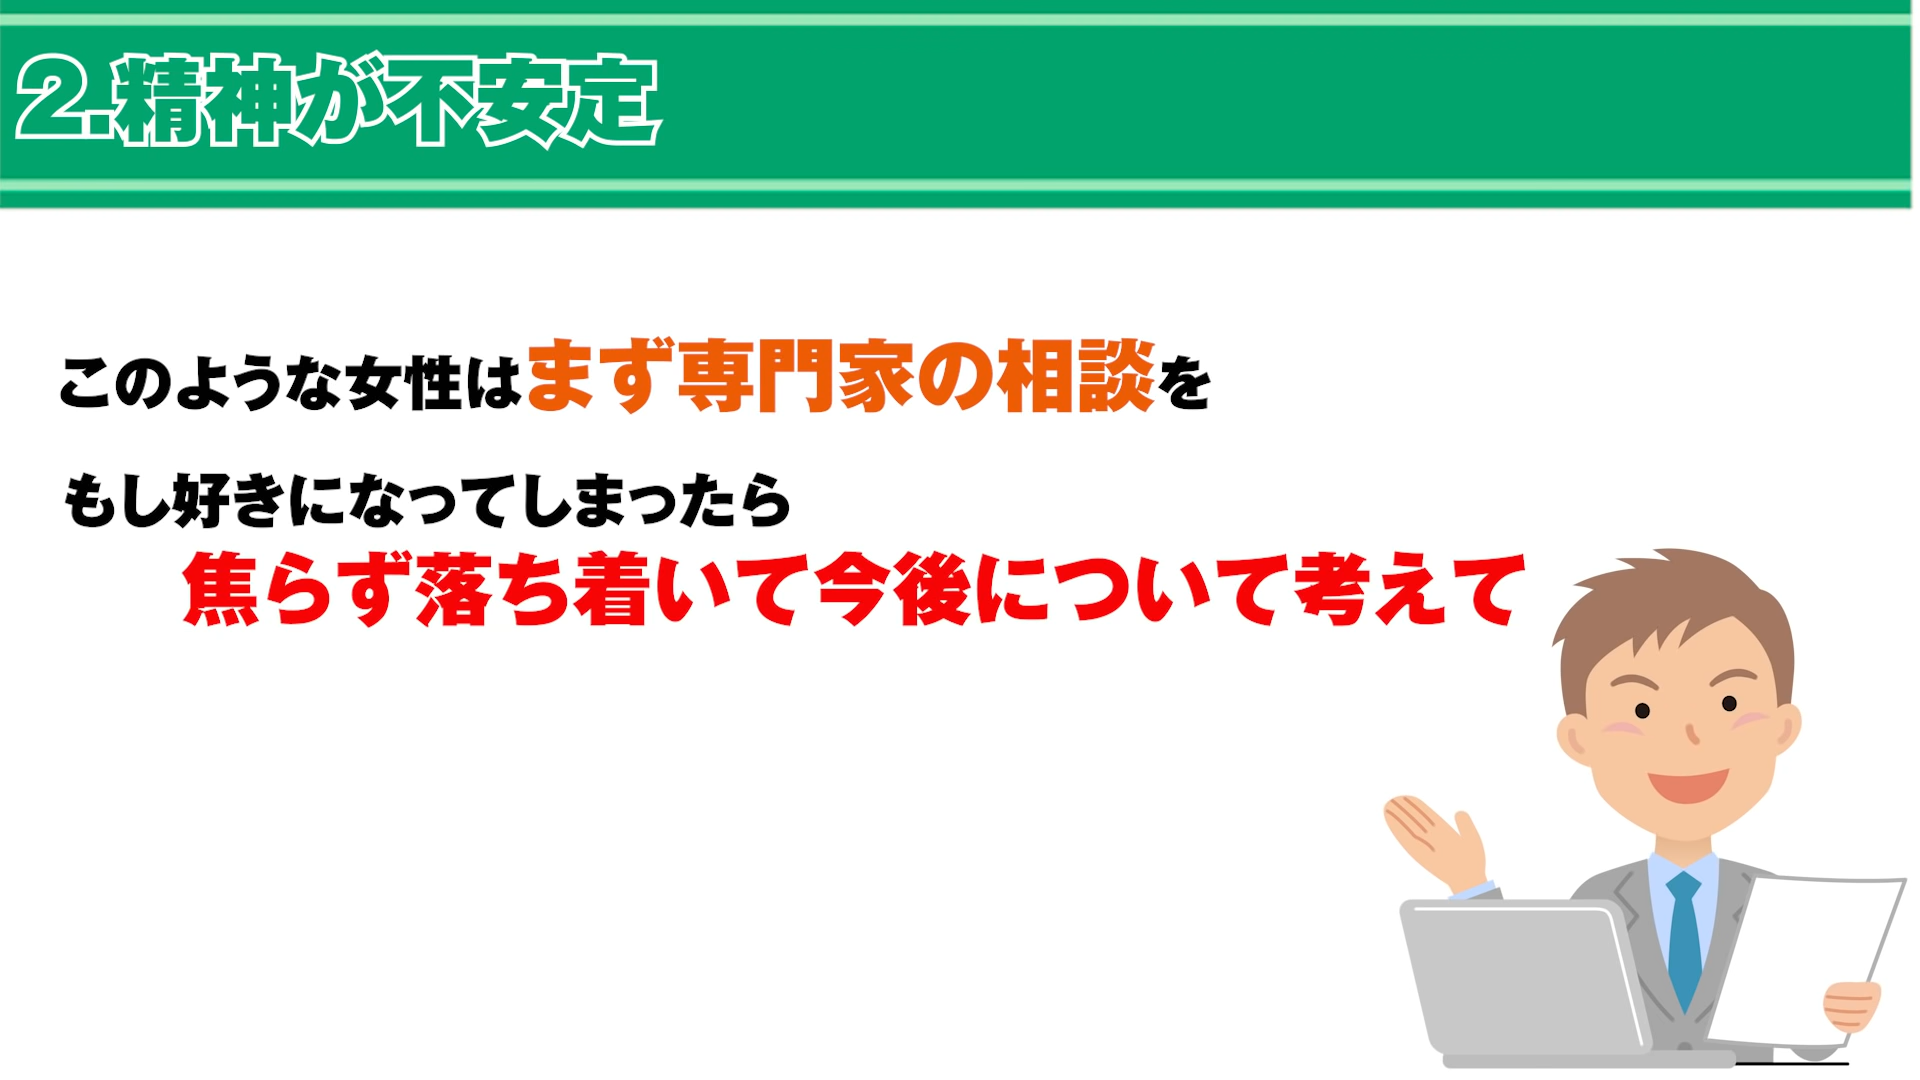 2.精神が不安定
このような女性はまず専門家の相談を
もし好きになってしまったら
焦らず落ち着いて今後について考えて